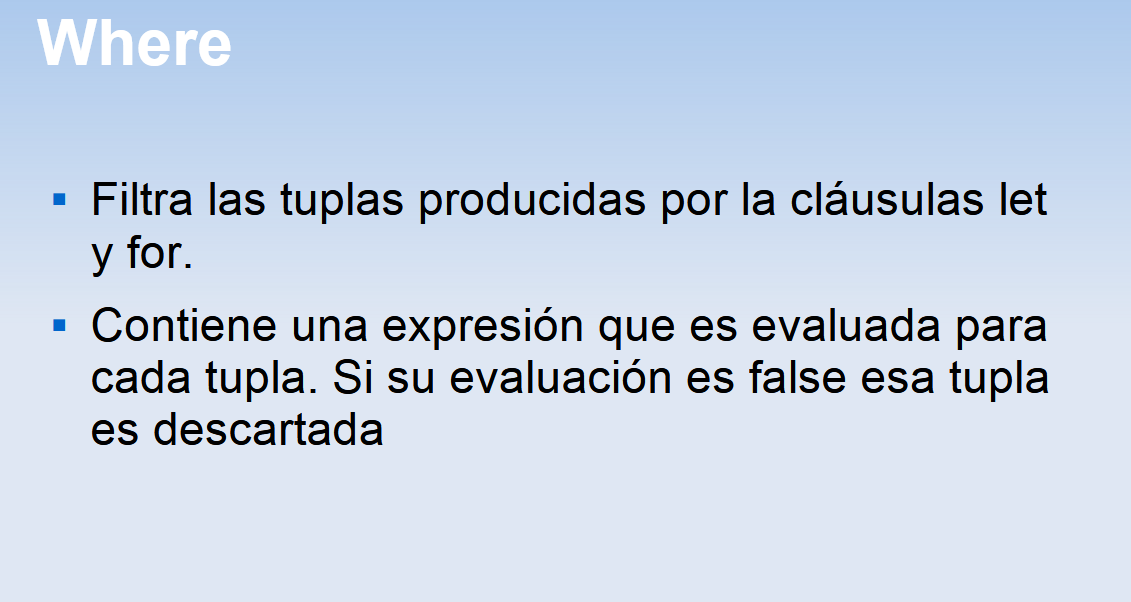 Where
▪ Filtra las tuplas producidas por la cláusulas let
y for.
▪ Contiene una expresión que es evaluada para
cada tupla. Si su evaluación es false esa tupla
es descartada